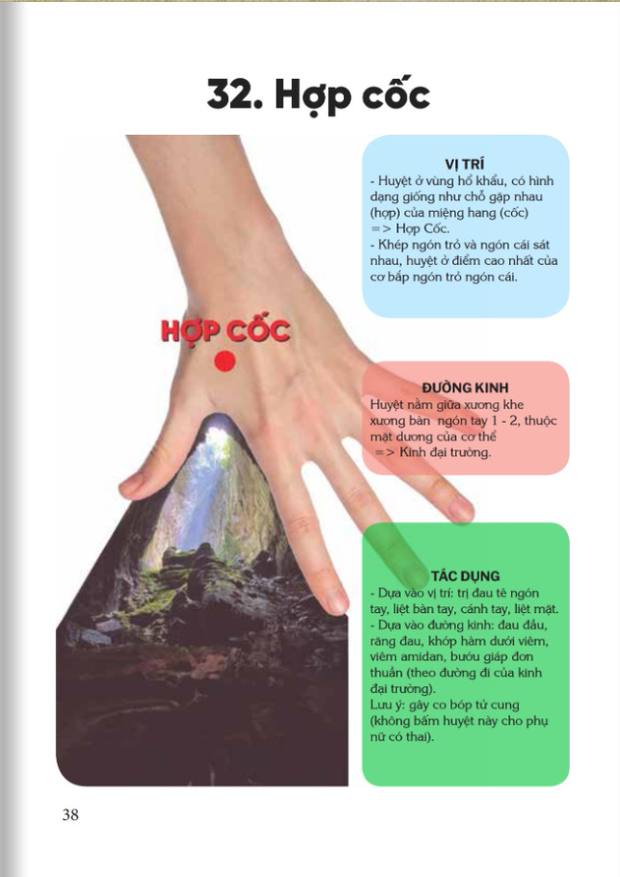 32. Hợp cốc
VỊ TRÍ
- Huyệt ở vùng hổ khẩu, có hình
dạng giống như chỗ gặp nhau
(hợp) của miệng hang (cốc)
=> Hợp Cốc.
- Khép ngón trỏ và ngón cái sát
nhau, huyệt ở điểm cao nhất của
cơ bắp ngón trỏ ngón cái.
HỢP CỐC
ĐƯỜNG KINH
Huyệt nằm giữa xương khe
xương bàn ngón tay 1 - 2, thuộc
mặt dương của cơ thể
=> Kinh đại trường.
TÁC DỤNG
- Dựa vào vị trí: trị đau tê ngón
tay, liệt bàn tay, cánh tay, liệt mặt.
- Dựa vào đường kinh: đau đầu,
răng đau, khớp hàm dưới viêm,
viêm amidan, bướu giáp đơn
thuần (theo đường đi của kinh
đại trường).
Lưu ý: gây co bóp tử cung
(không bấm huyệt này cho phụ
nữ có thai).
38